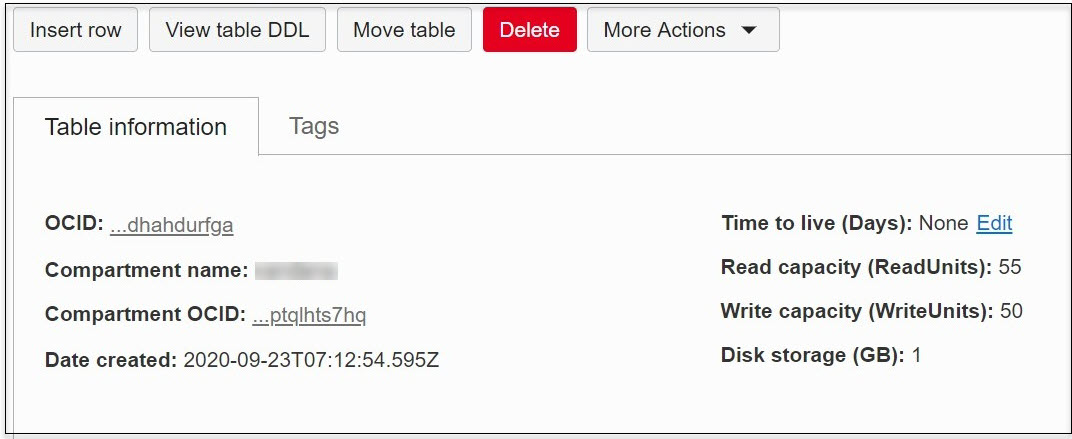 Insert row View table DDL Move table Delete More Actions
Table information Tags
OCID: ...dhahdurfga
Compartment name:
Compartment OCID: ...ptqlhts7hq
Date created: 2020-09-23T07:12:54.595Z
Time to live (Days): None Edit
Read capacity (ReadUnits): 55
Write capacity (WriteUnits): 50
Disk storage (GB): 1